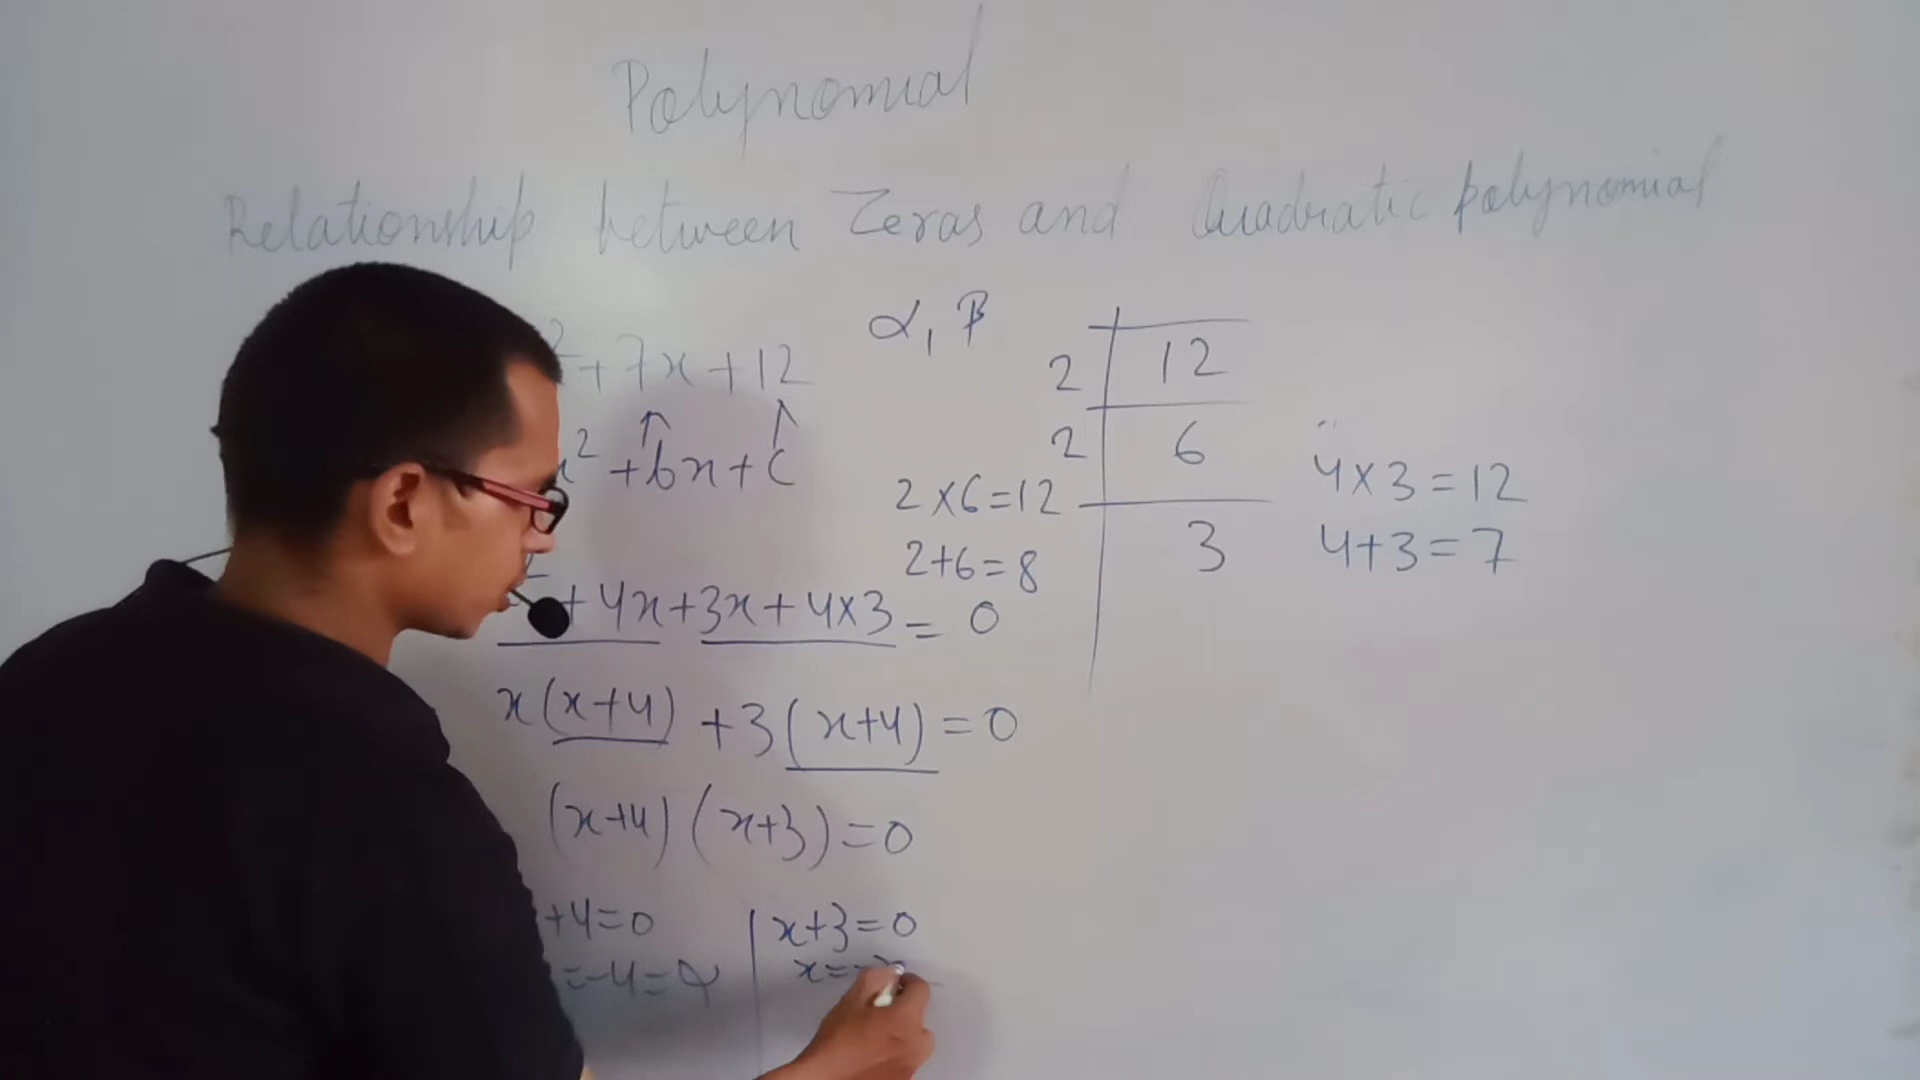 Polynomial
Relationship between Zeros and Quadratic polynomial
α, β
2 + 7x + 12
x² + bx + c
2 12
2 6
3
2 × 6 = 12
2 + 6 = 8
4 × 3 = 12
4 + 3 = 7
+ 4x + 3x + 4×3 = 0
x (x+4) + 3 (x+4) = 0
(x+4) (x+3) = 0
+4=0
=-4=α
x+3=0
x=-